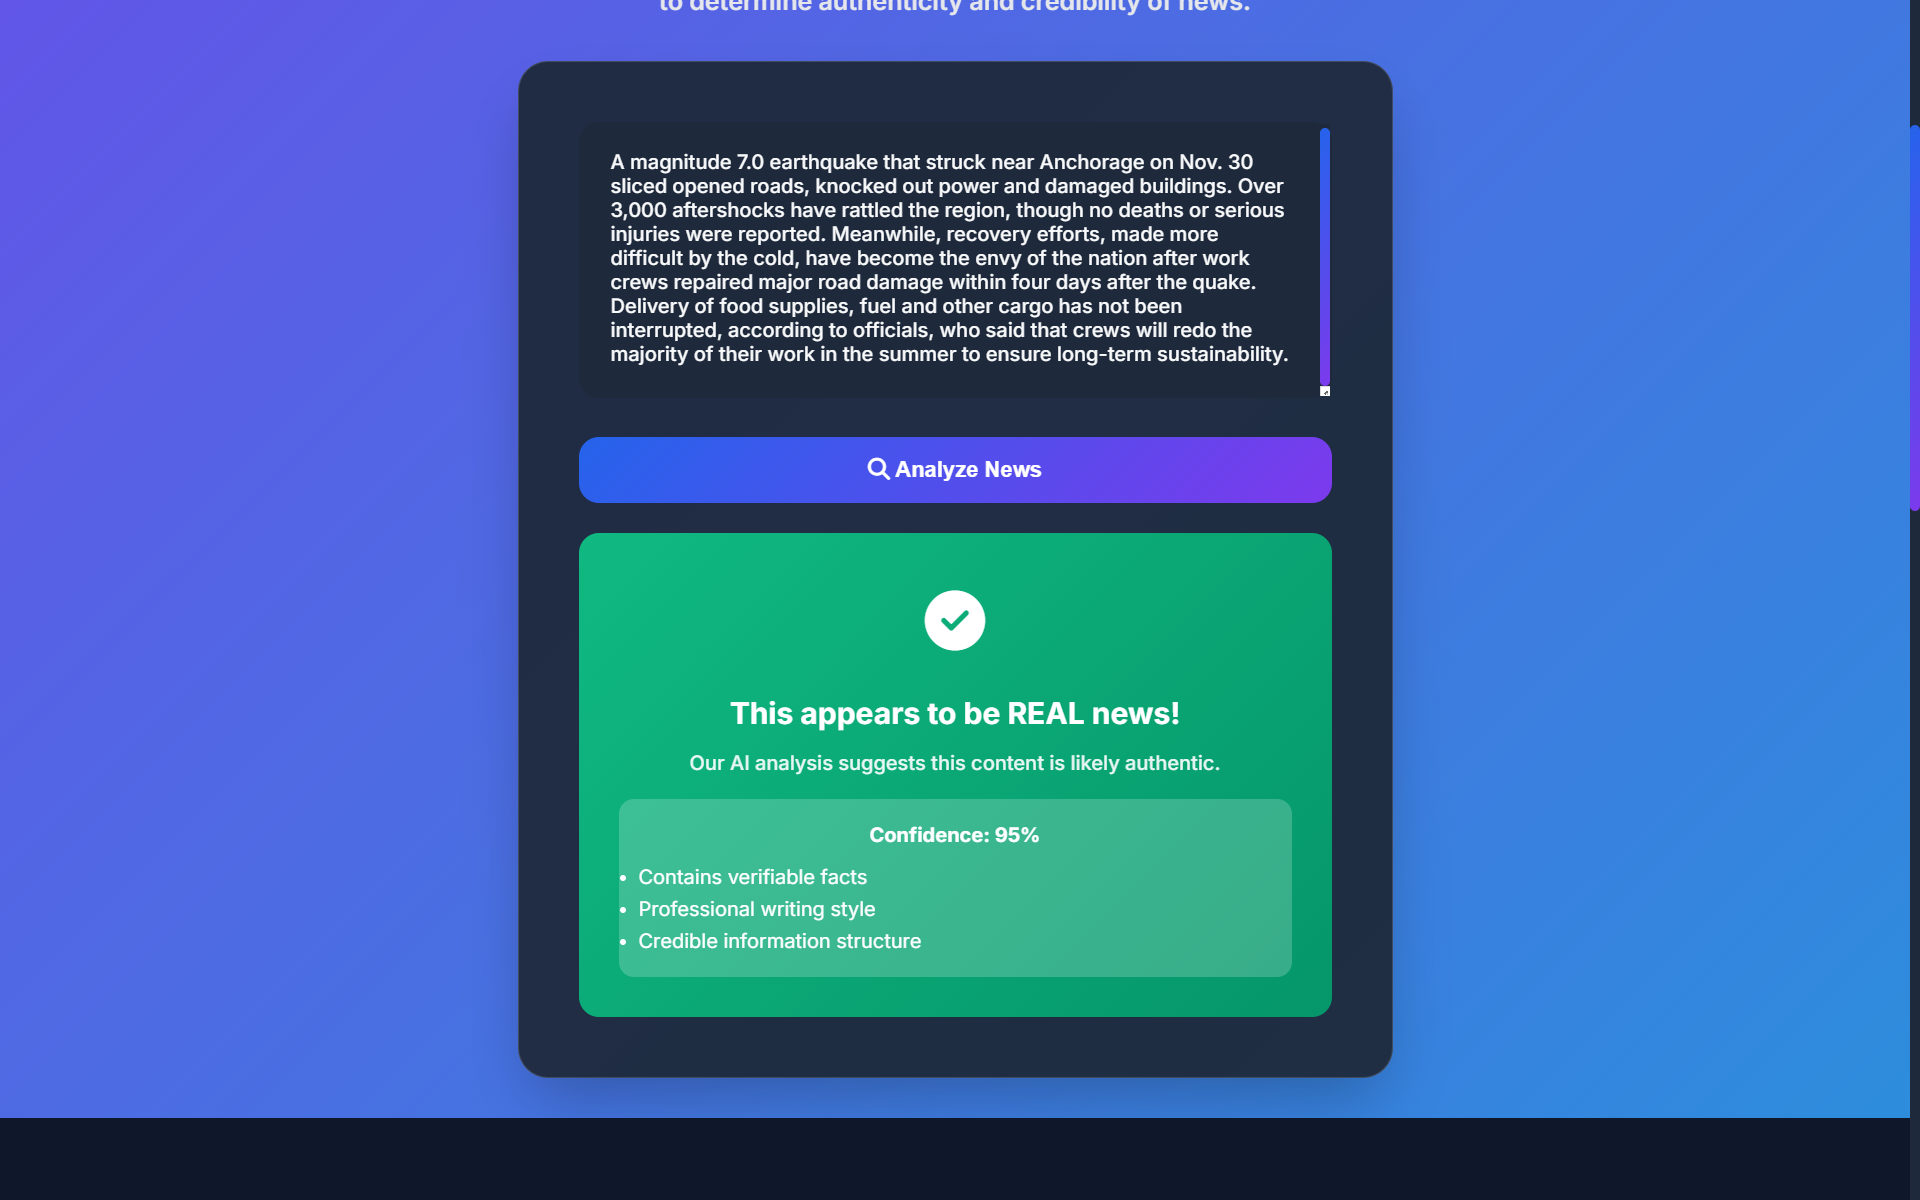 to determine authenticity and credibility of news.
A magnitude 7.0 earthquake that struck near Anchorage on Nov. 30
sliced opened roads, knocked out power and damaged buildings. Over
3,000 aftershocks have rattled the region, though no deaths or serious
injuries were reported. Meanwhile, recovery efforts, made more
difficult by the cold, have become the envy of the nation after work
crews repaired major road damage within four days after the quake.
Delivery of food supplies, fuel and other cargo has not been
interrupted, according to officials, who said that crews will redo the
majority of their work in the summer to ensure long-term sustainability.
Analyze News
This appears to be REAL news!
Our AI analysis suggests this content is likely authentic.
Confidence: 95%
• Contains verifiable facts
• Professional writing style
• Credible information structure